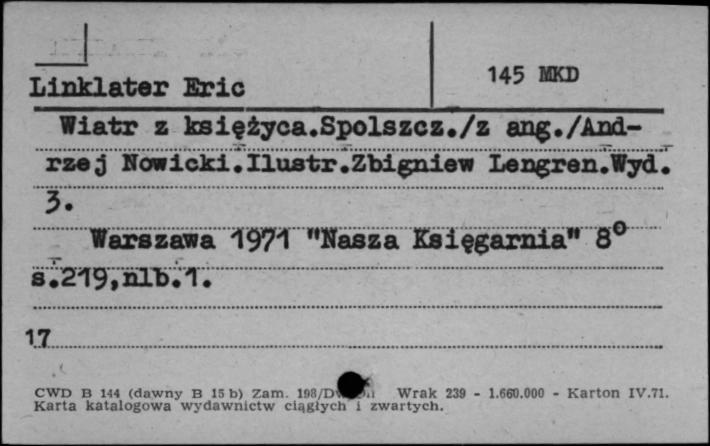 145 MKD
Linklater Eric
Wiatr z księżyca.Spolszcz./z ang./And-
rzej Nowicki.Ilustr.Zbigniew Lengren.Wyd.
3.
Warszawa 1971 "Nasza Księgarnia" 8°
s.219,nlb.1.
17
CWD B 144 (dawny B 15 b) Zam. 198/ Wrak 239 - 1.660.000 - Karton IV.71.
Karta katalogowa wydawnictw ciągłych i zwartych.